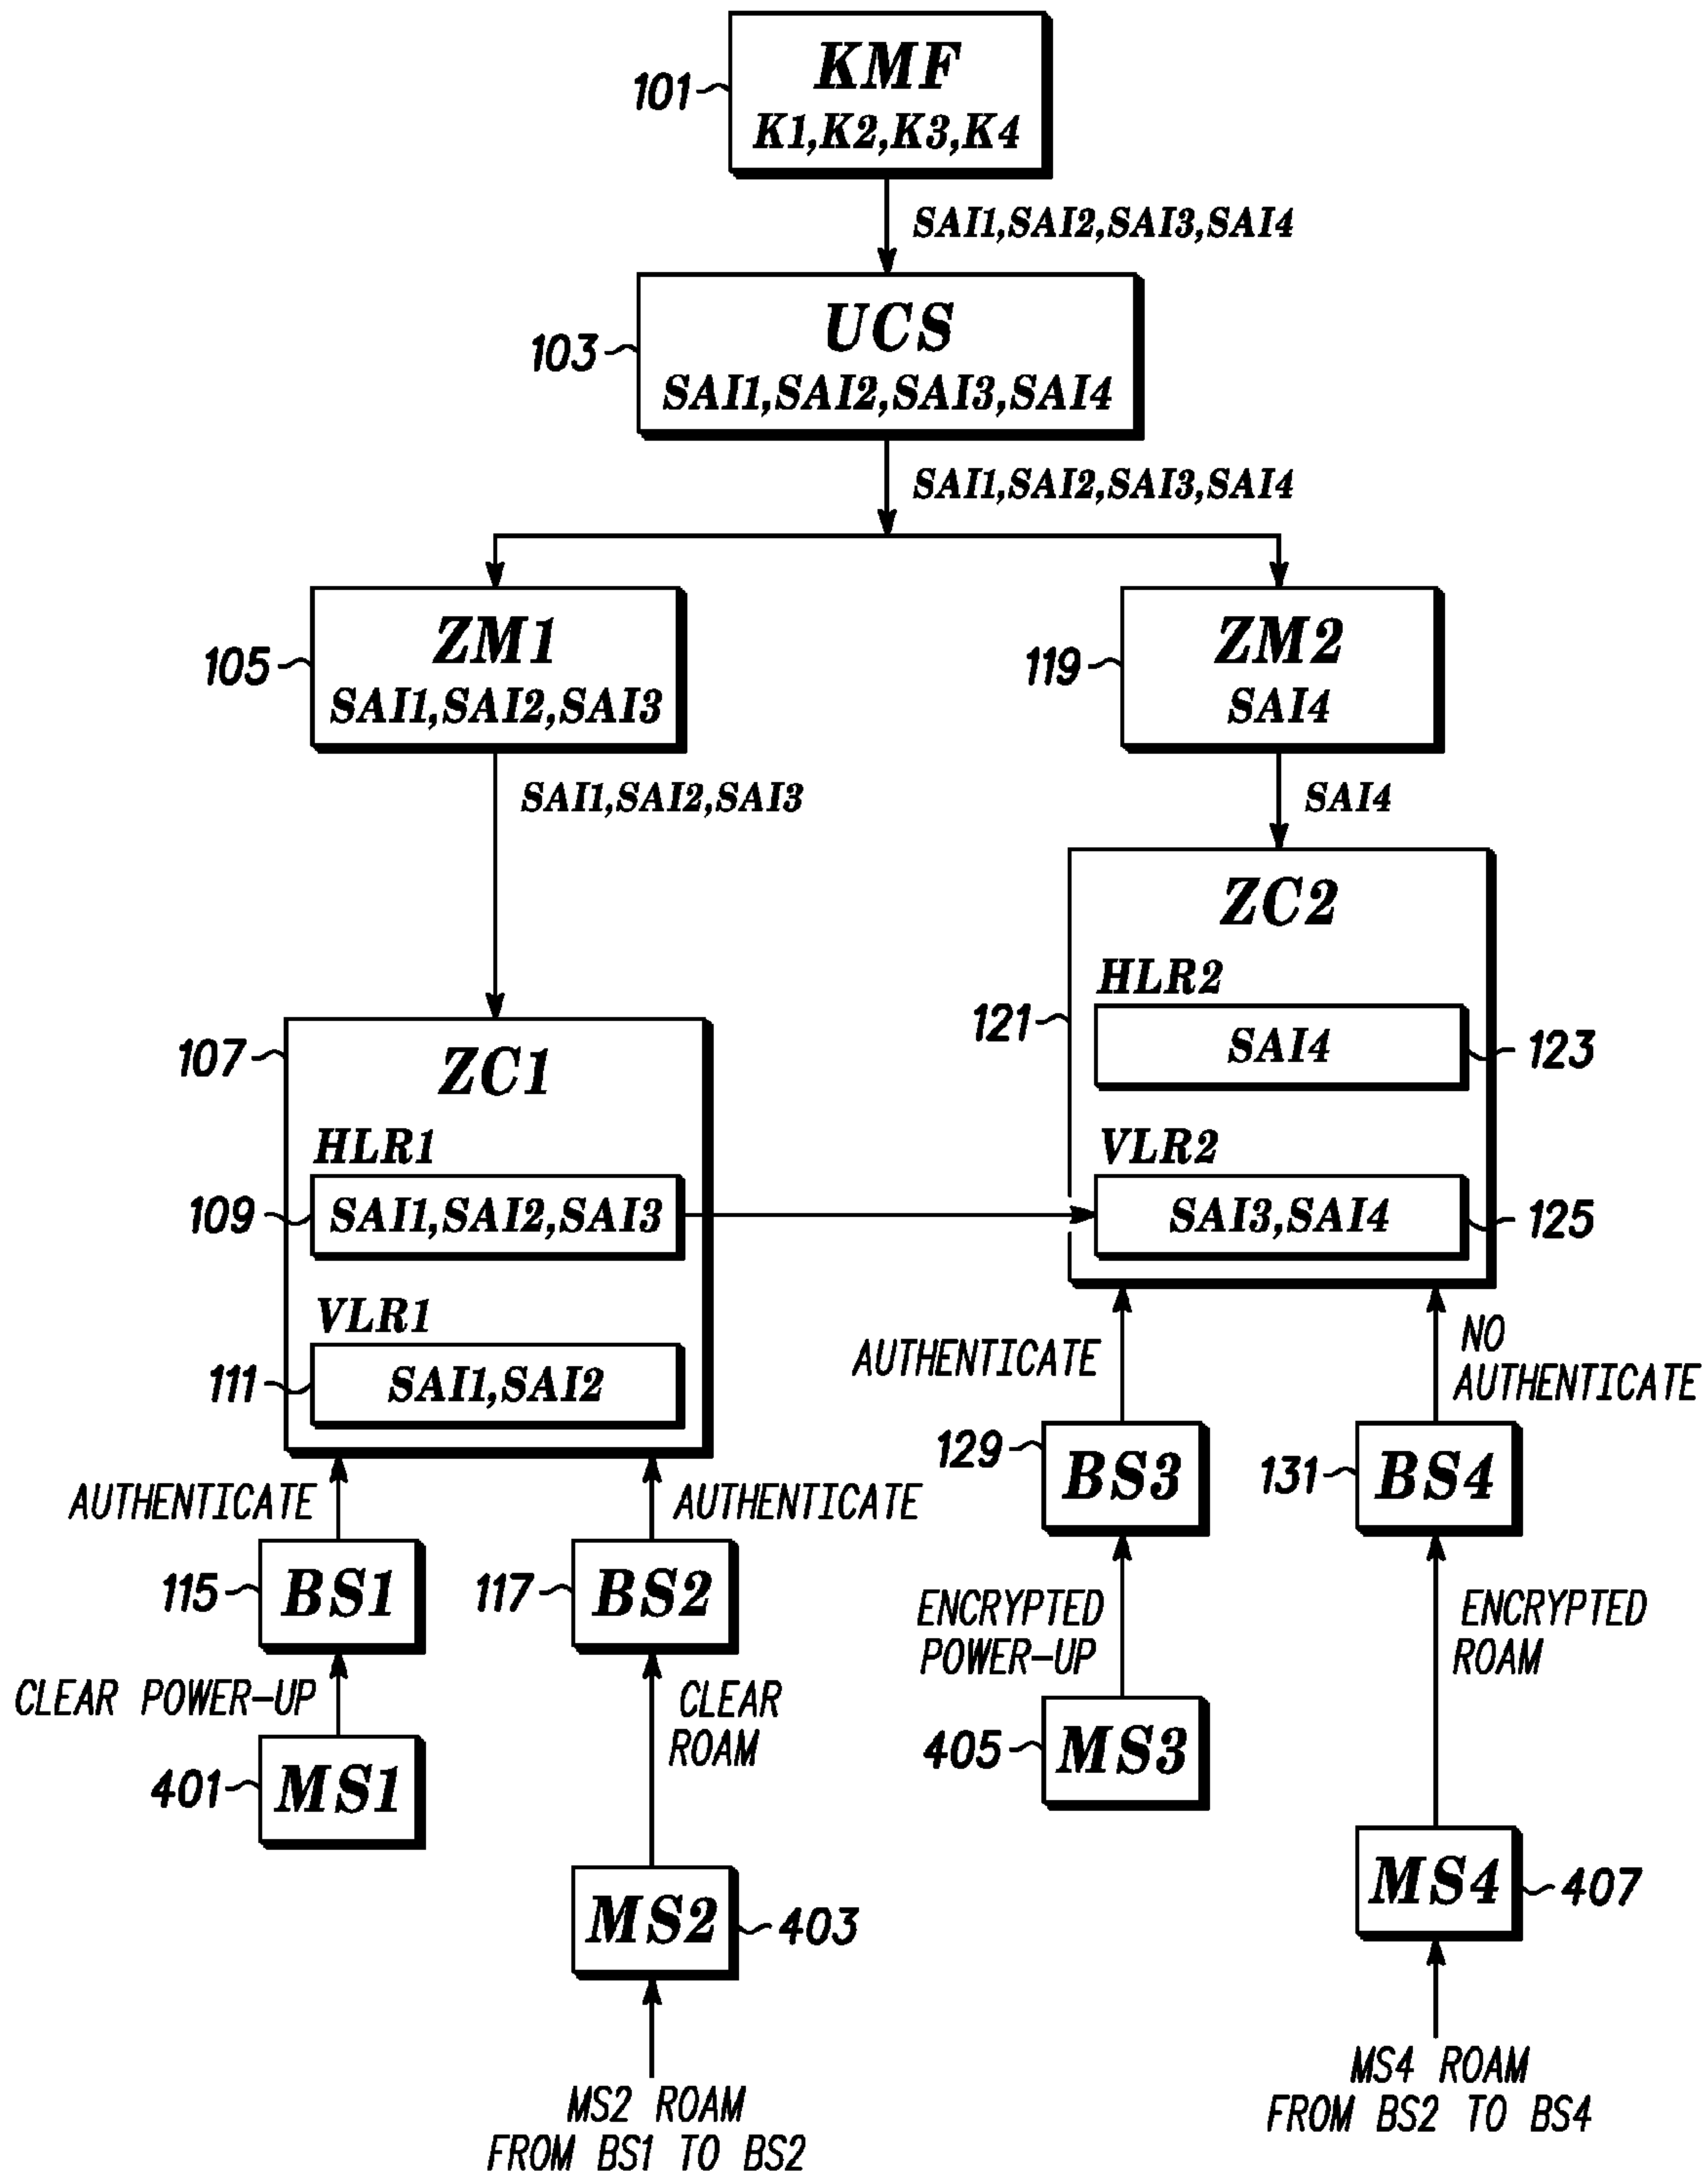 KMF
101
K1,K2,K3,K4
SAI1,SAI2,SAI3,SAI4
UCS
103
SAI1,SAI2,SAI3,SAI4
SAI1,SAI2,SAI3,SAI4
ZM1
105
SAI1,SAI2,SAI3
ZM2
119
SAI4
SAI1,SAI2,SAI3
SAI4
ZC2
HLR2
121
SAI4
123
VLR2
SAI3,SAI4
125
107
ZC1
HLR1
109
SAI1,SAI2,SAI3
VLR1
111
SAI1,SAI2
AUTHENTICATE
NO
AUTHENTICATE
129
BS3
131
BS4
AUTHENTICATE
AUTHENTICATE
115
BS1
117
BS2
ENCRYPTED
POWER-UP
ENCRYPTED
ROAM
CLEAR POWER-UP
CLEAR
ROAM
401
MS1
405
MS3
MS2
403
MS4
407
MS2 ROAM
FROM BS1 TO BS2
MS4 ROAM
FROM BS2 TO BS4